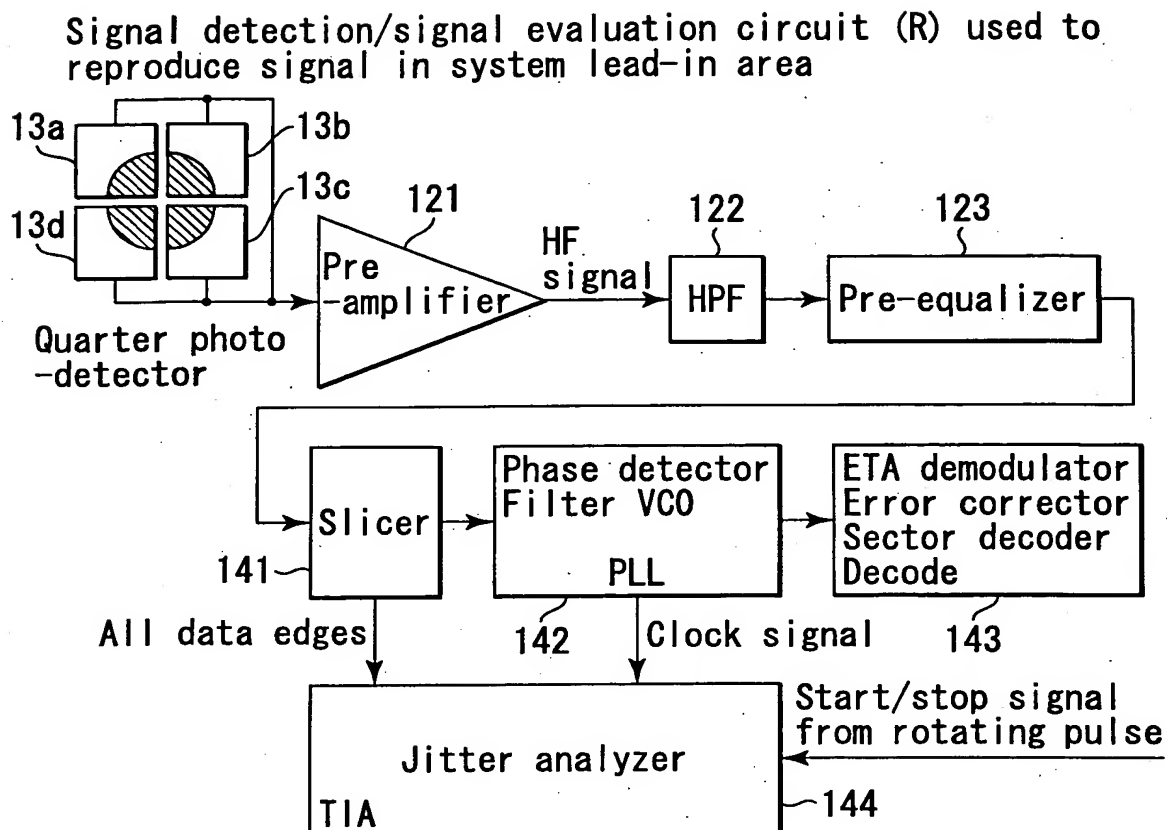 Signal detection/signal evaluation circuit (R) used to
reproduce signal in system lead-in area
13a
13b
13c
13d
121
122
123
Pre
-amplifier
HF
signal
HPF
Pre-equalizer
Quarter photo
-detector
Slicer
Phase detector
Filter VCO
PLL
ETA demodulator
Error corrector
Sector decoder
Decode
141
142
143
All data edges
Clock signal
Start/stop signal
from rotating pulse
Jitter analyzer
TIA
144